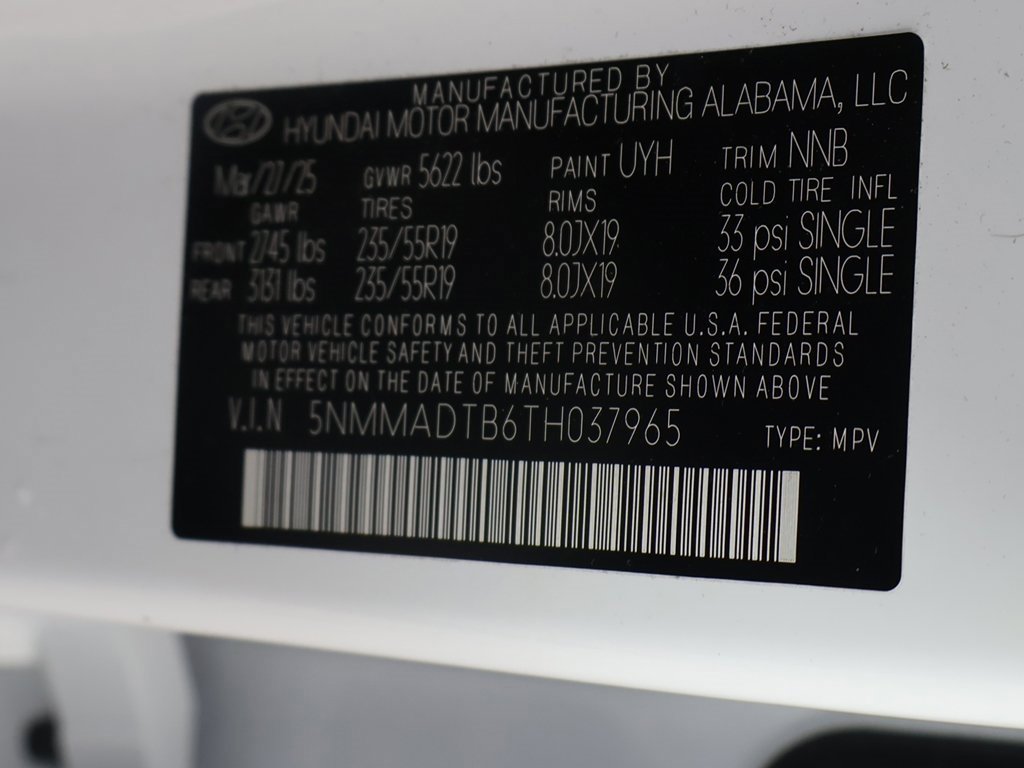 MANUFACTURED BY
HYUNDAI MOTOR MANUFACTURING ALABAMA, LLC
Mar/27/25 GVWR 5622 lbs PAINT UYH TRIM NNB
GAWR TIRES RIMS COLD TIRE INFL
FRONT 2745 lbs 235/55R19 8.0JX19 33 psi SINGLE
REAR 3131 lbs 235/55R19 8.0JX19 36 psi SINGLE
THIS VEHICLE CONFORMS TO ALL APPLICABLE U.S.A. FEDERAL
MOTOR VEHICLE SAFETY AND THEFT PREVENTION STANDARDS
IN EFFECT ON THE DATE OF MANUFACTURE SHOWN ABOVE
V.I.N 5NMMADTB6TH037965 TYPE: MPV